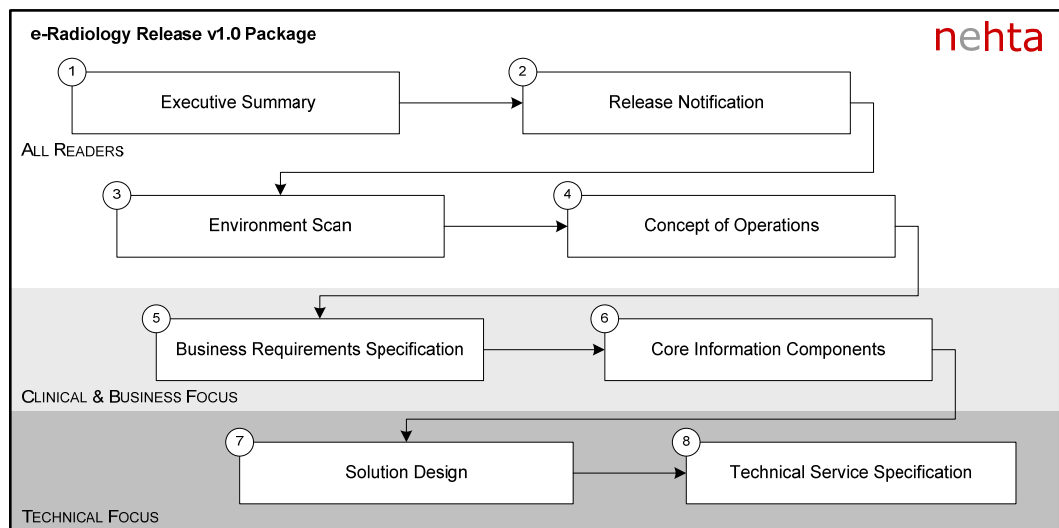 e-Radiology Release v1.0 Package
nehta
1
Executive Summary
2
Release Notification
ALL READERS
3
Environment Scan
4
Concept of Operations
5
Business Requirements Specification
6
Core Information Components
CLINICAL & BUSINESS FOCUS
7
Solution Design
8
Technical Service Specification
TECHNICAL FOCUS